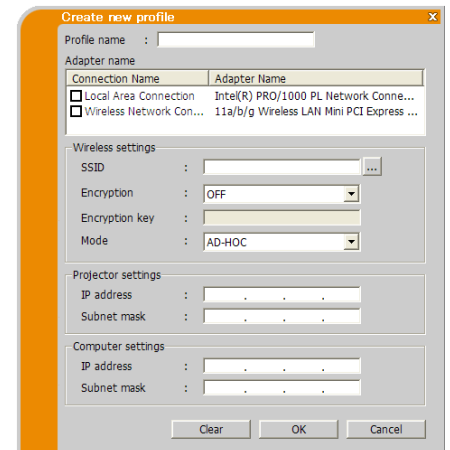 Create new profile x
Profile name :
Adapter name
Connection Name Adapter Name
Local Area Connection Intel(R) PRO/1000 PL Network Conne...
Wireless Network Con... 11a/b/g Wireless LAN Mini PCI Express ...
Wireless settings
SSID : ...
Encryption : OFF
Encryption key :
Mode : AD-HOC
Projector settings
IP address : . . .
Subnet mask : . . .
Computer settings
IP address : . . .
Subnet mask : . . .
Clear OK Cancel